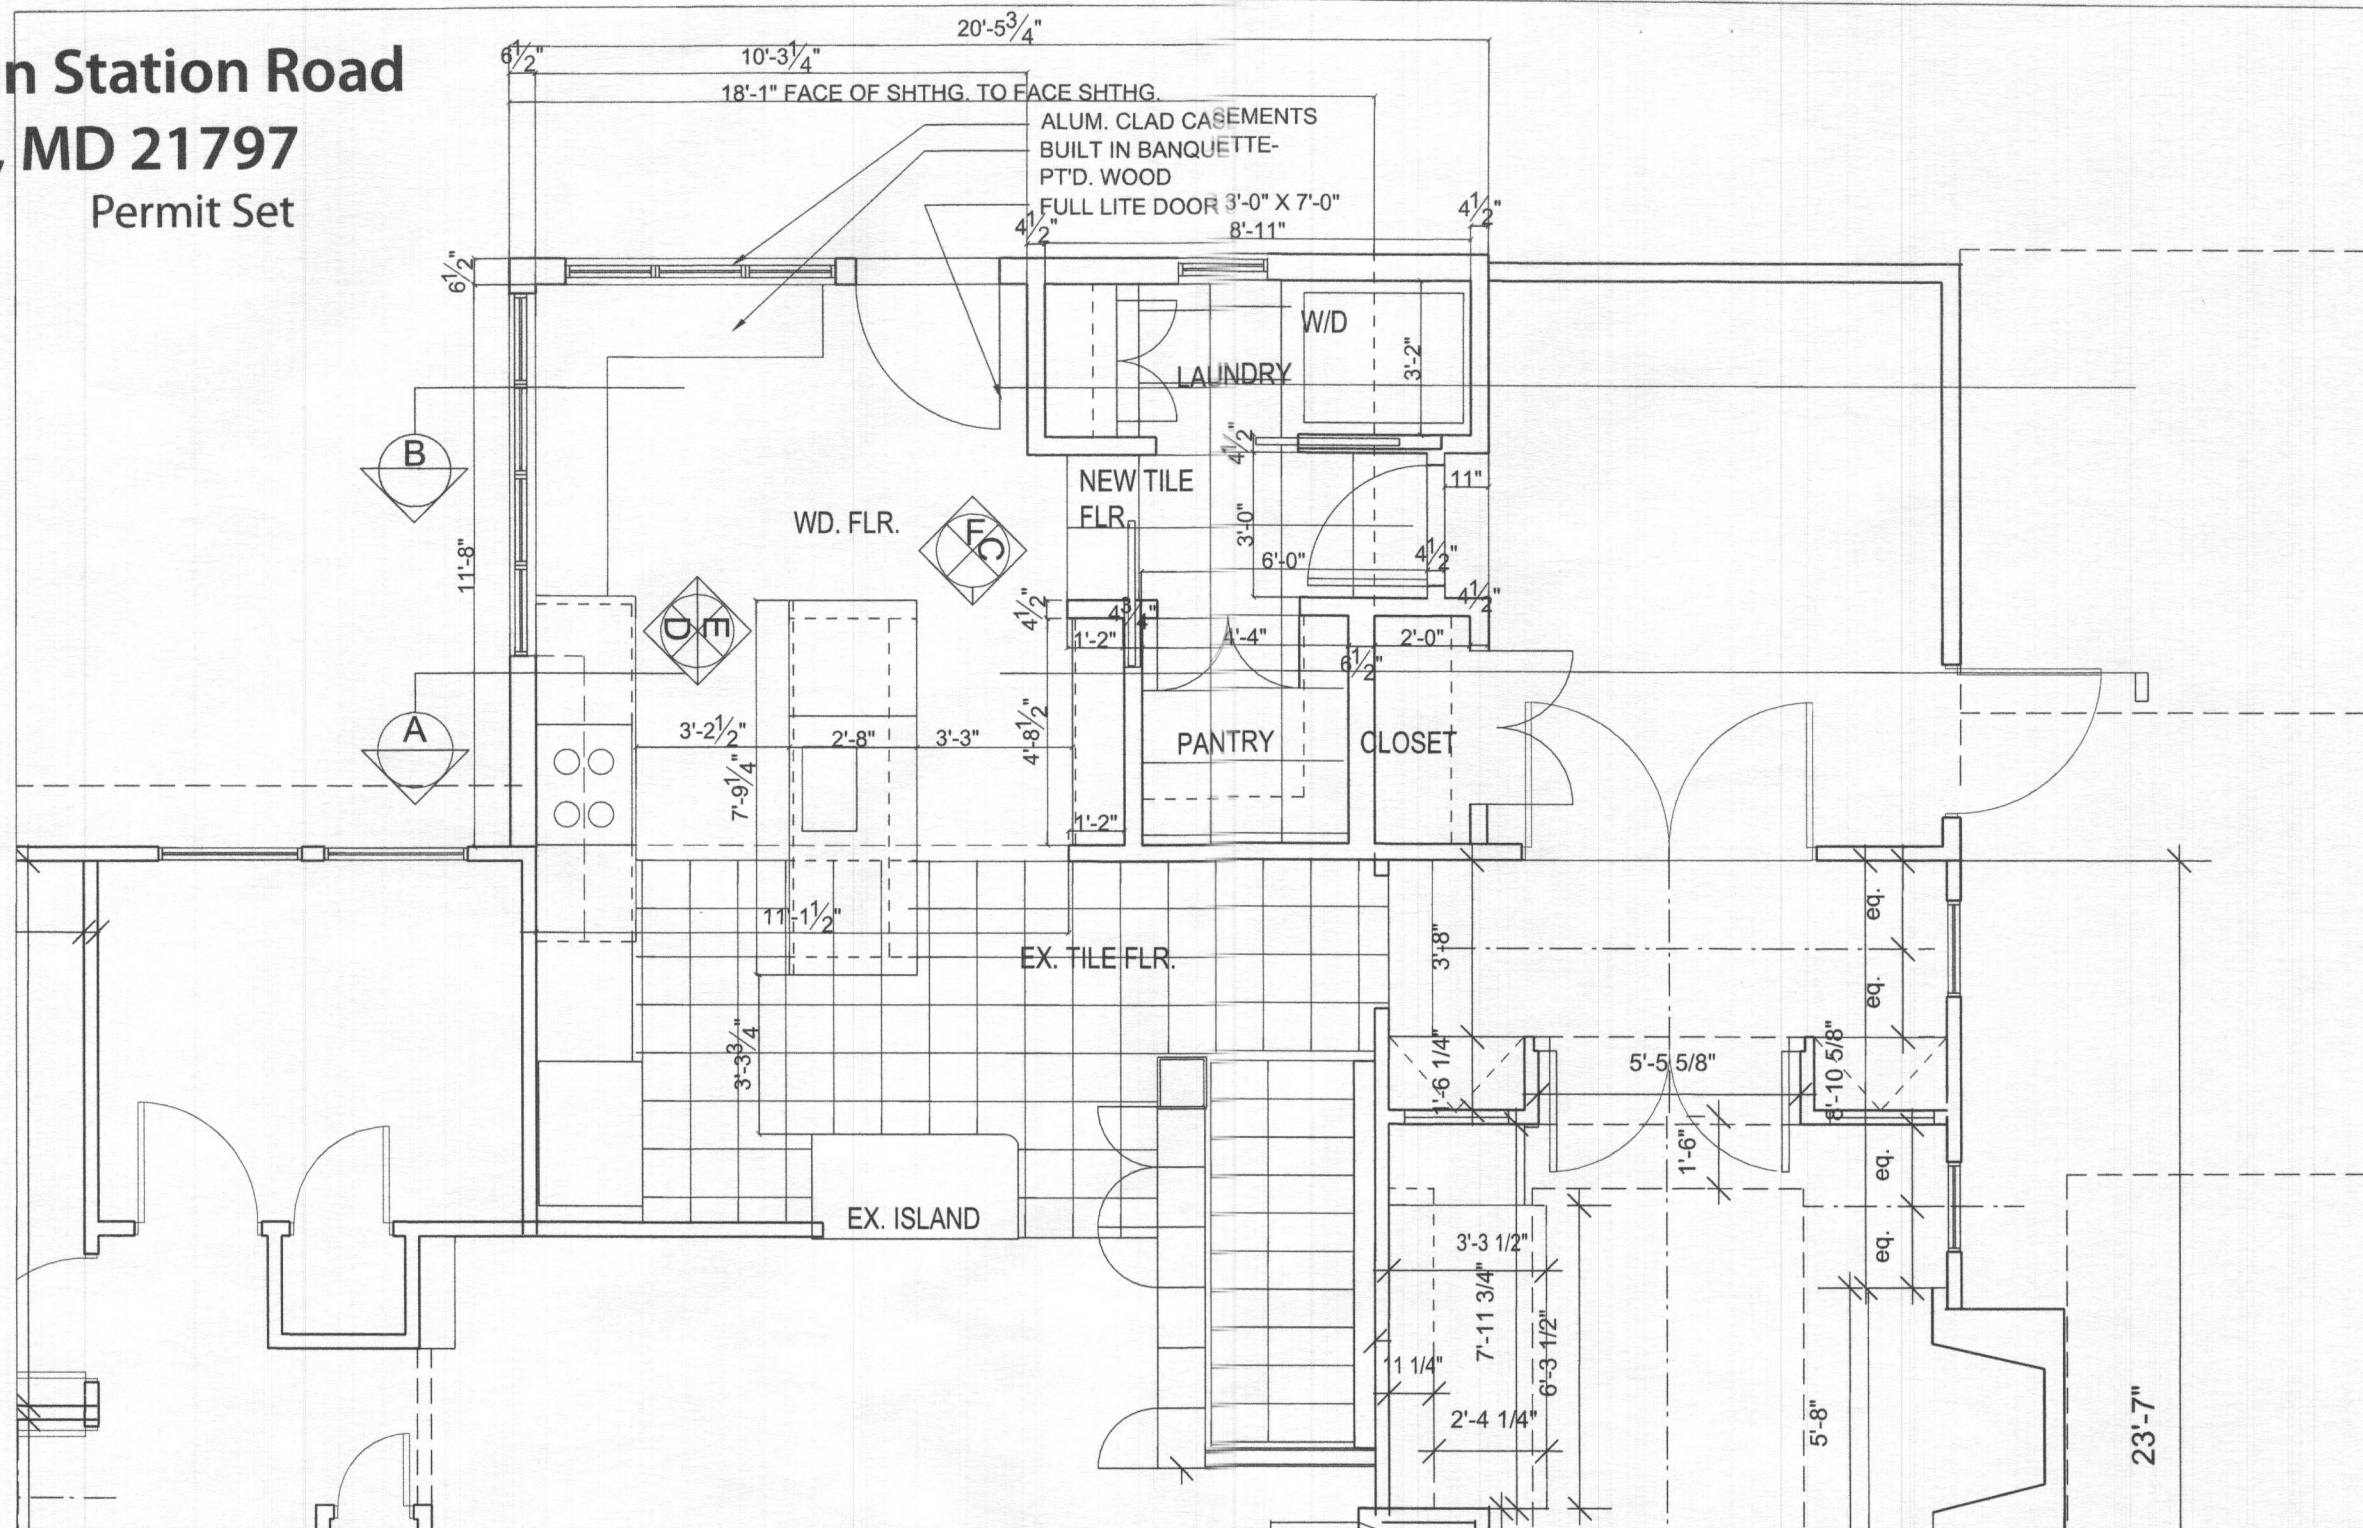 n Station Road
, MD 21797
Permit Set
20'-5 3/4"
6 1/2"
10'-3 1/4"
18'-1" FACE OF SHTHG. TO FACE SHTHG.
ALUM. CLAD CASEMENTS
BUILT IN BANQUETTE-
PT'D. WOOD
FULL LITE DOOR 3'-0" X 7'-0"
4 1/2"
8'-11"
4 1/2"
6 1/2"
W/D
LAUNDRY
3'-2"
B
4 1/2"
NEW TILE
FLR.
11"
WD. FLR.
F
C
3'-0"
11'-8"
6'-0"
4 1/2"
4 1/2"
4 1/2"
4 3/4"
E
D
1'-2"
4'-4"
2'-0"
6 1/2"
A
3'-2 1/2"
2'-8"
3'-3"
4'-8 1/2"
PANTRY
CLOSET
7'-9 1/4"
1'-2"
11'-1 1/2"
eq.
EX. TILE FLR.
3'-8"
eq.
3'-3 3/4"
1'-6 1/4"
5'-5 5/8"
8'-10 5/8"
1'-6"
eq.
EX. ISLAND
3'-3 1/2"
eq.
7'-11 3/4"
6'-3 1/2"
11 1/4"
2'-4 1/4"
5'-8"
23'-7"